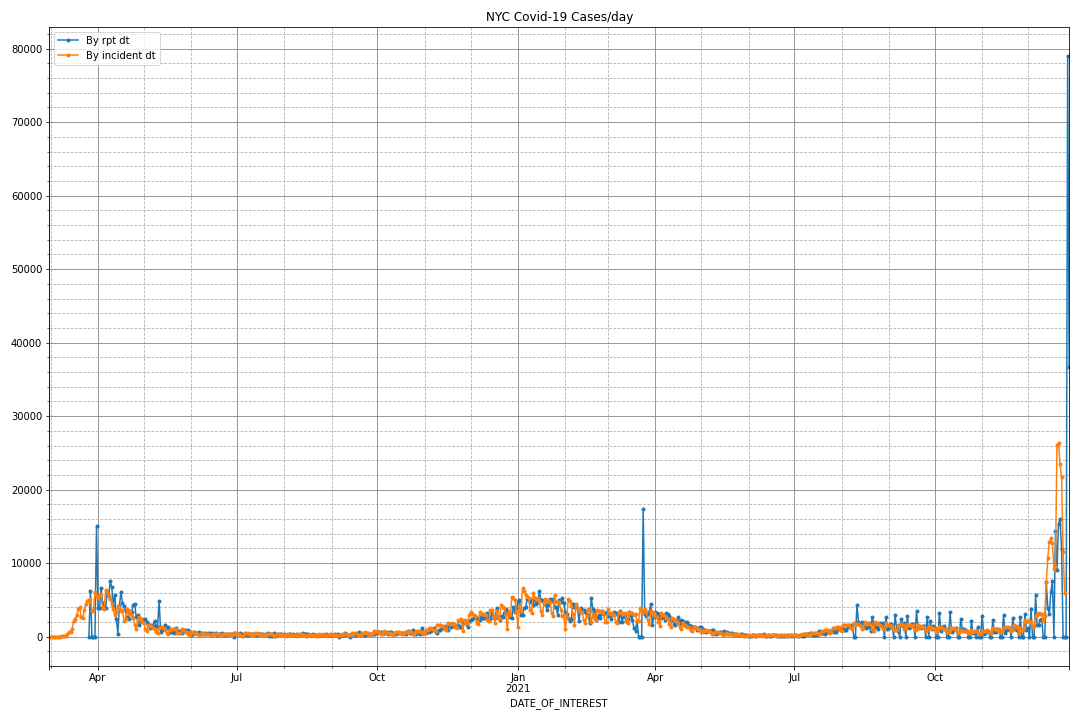 NYC Covid-19 Cases/day
By rpt dt
By incident dt
80000
70000
60000
50000
40000
30000
20000
10000
0
Apr Jul Oct Jan Apr Jul Oct
2021
DATE_OF_INTEREST